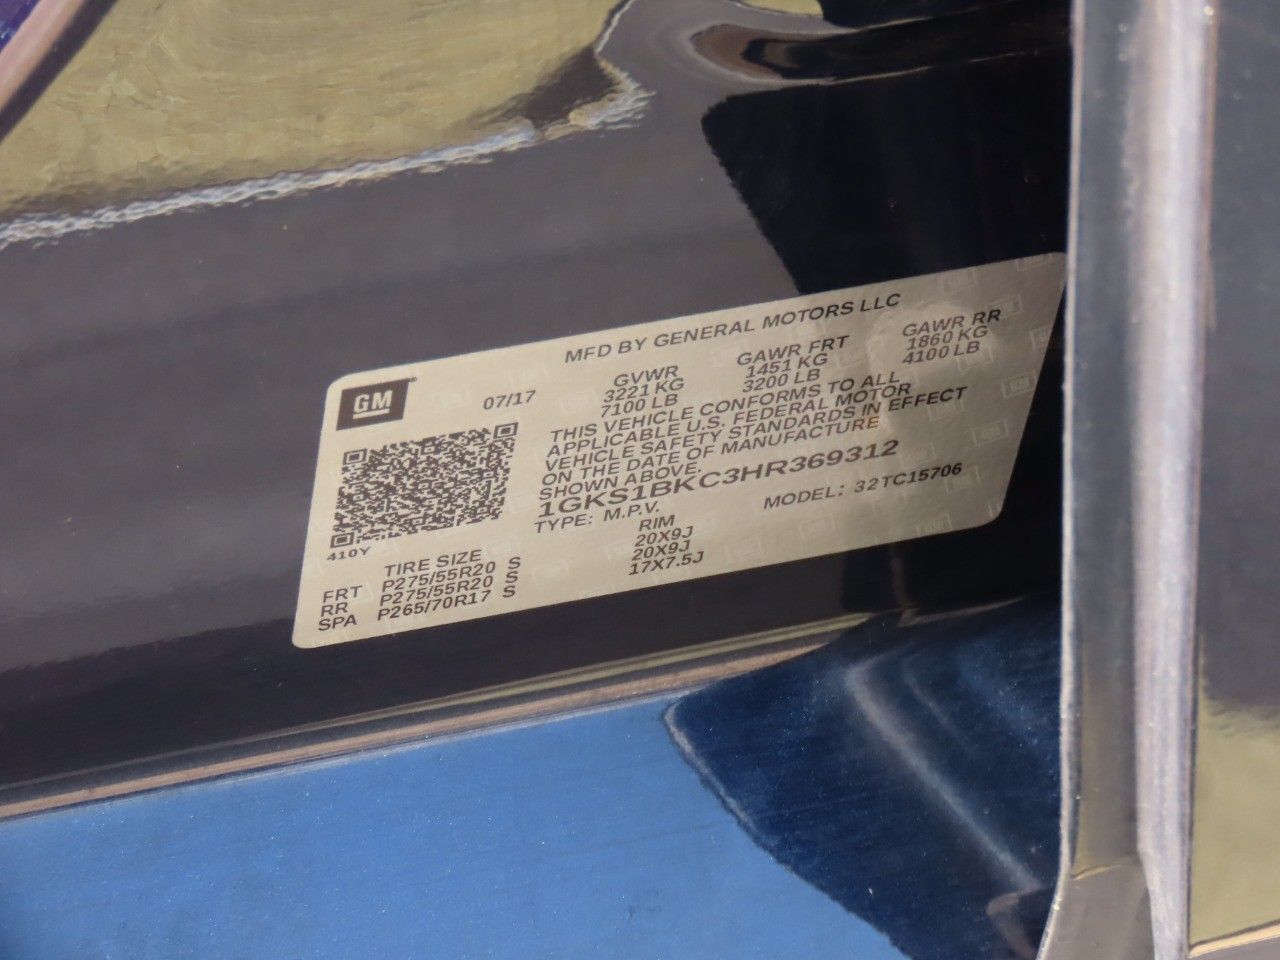 MFD BY GENERAL MOTORS LLC
GM
07/17
GVWR GAWR FRT GAWR RR
3221 KG 1451 KG 1860 KG
7100 LB 3200 LB 4100 LB
THIS VEHICLE CONFORMS TO ALL
APPLICABLE U.S. FEDERAL MOTOR
VEHICLE SAFETY STANDARDS IN EFFECT
ON THE DATE OF MANUFACTURE
SHOWN ABOVE.
1GKS1BKC3HR369312
TYPE: M.P.V. MODEL: 32TC15706
410Y
TIRE SIZE RIM
FRT P275/55R20 S 20X9J
RR P275/55R20 S 20X9J
SPA P265/70R17 S 17X7.5J